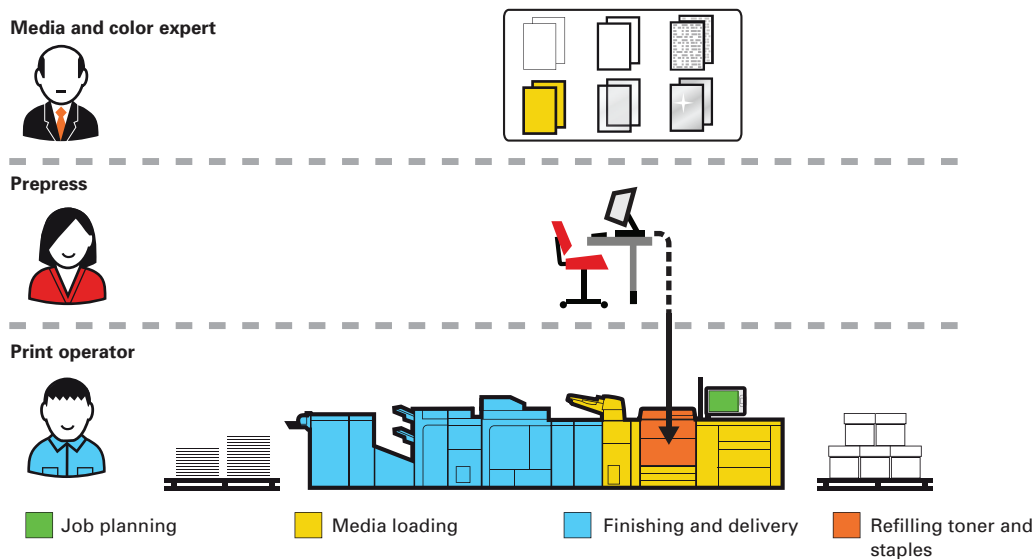 Media and color expert
Prepress
Print operator
Job planning
Media loading
Finishing and delivery
Refilling toner and
staples